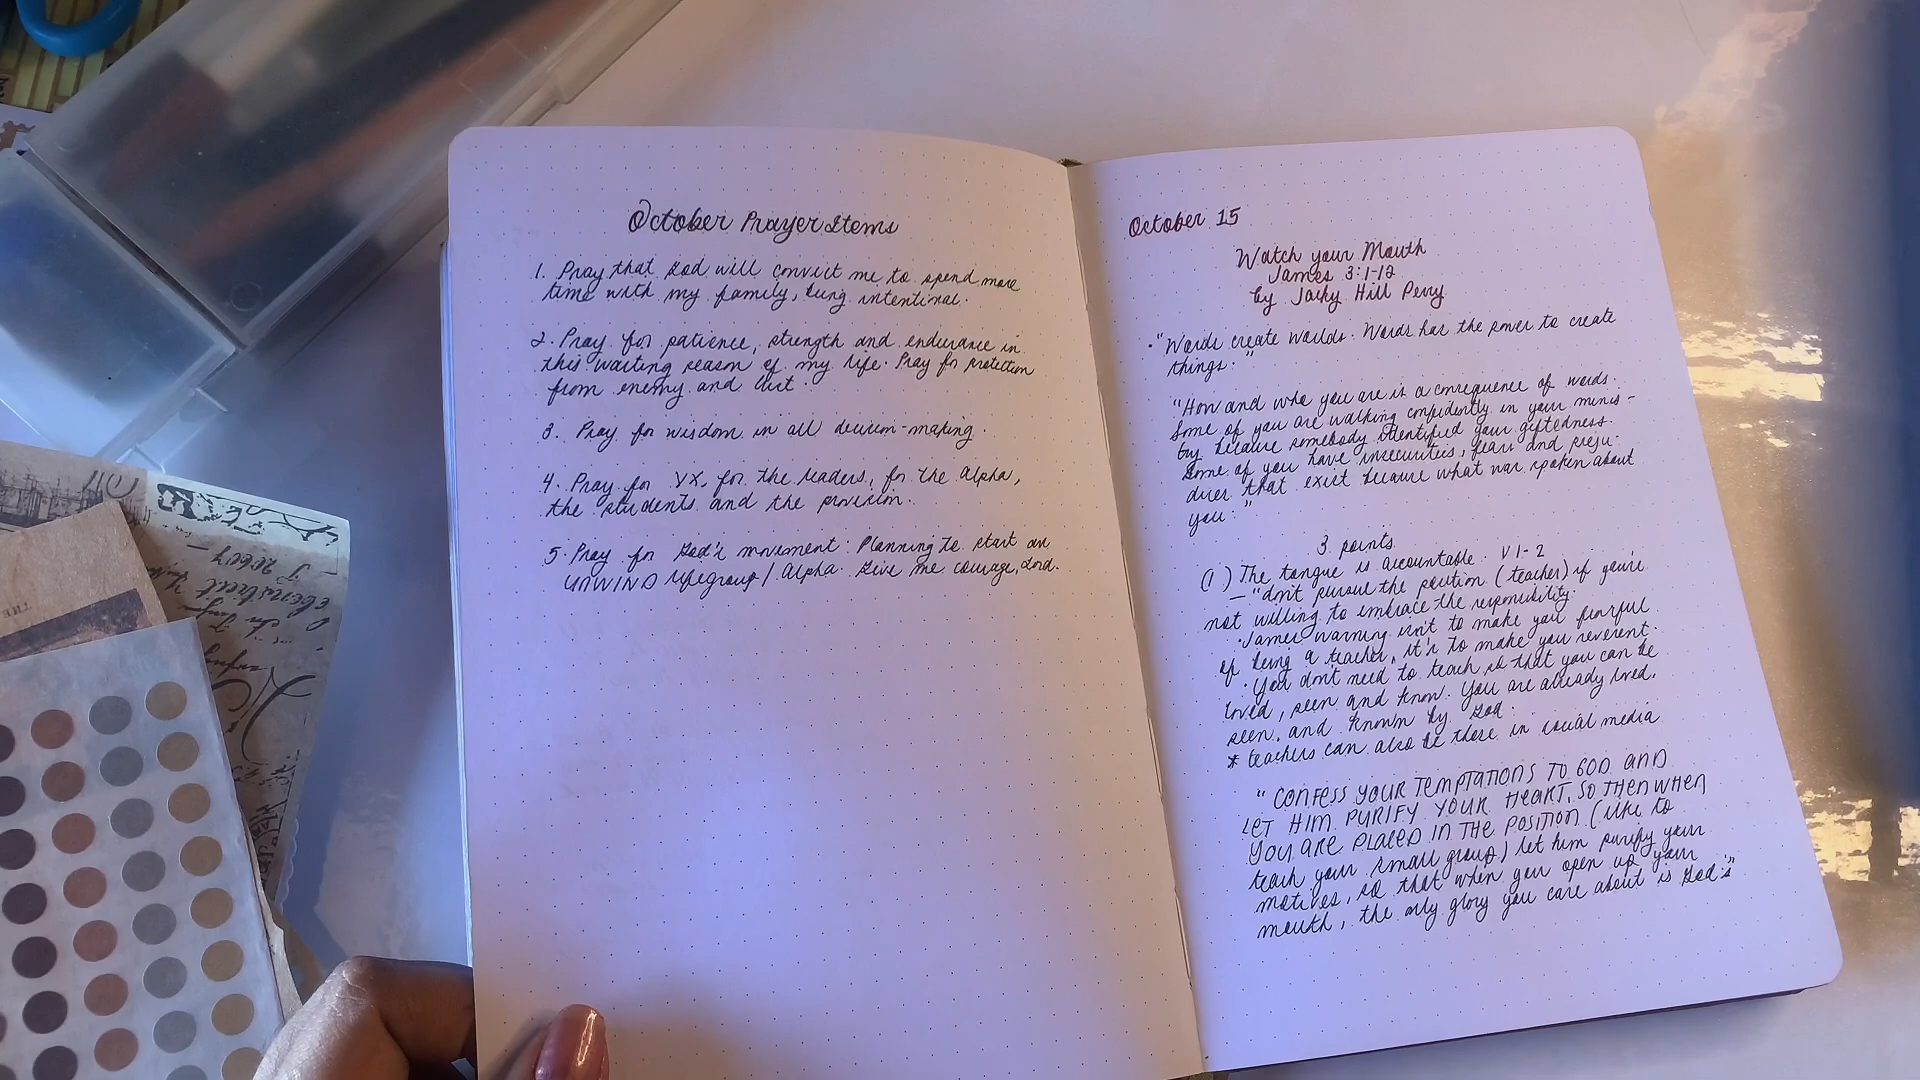 October Prayer Items
1. Pray that God will convict me to spend more
time with my family, being intentional.
2. Pray for patience, strength and endurance in
this waiting season of my life. Pray for protection
from enemy and
3. Pray for wisdom in all decision-making.
4. Pray for YX, for the leaders, for the Alpha,
the students and the provision.
5. Pray for God's movement: Planning to start an
UNWIND lifegroup / Alpha. Give me courage, Lord.
October 15
Watch your Mouth
James 3:1-12
by Jacky Hill Perry
• "Words create worlds. Words has the power to create
things."
"How and who you are is a consequence of words.
Some of you are walking confidently in your minis-
try because somebody identified your giftedness.
Some of you have insecurities, fears and preju-
dices that exist because what was spoken about
you."
3 points
(1) The tongue is accountable. V 1-2
— "don't pursue the position (teacher) if you're
not willing to embrace the responsibility.
• James warning isn't to make you fearful
of being a teacher, it's to make you reverent.
• You don't need to teach so that you can be
loved, seen and know. You are already loved,
seen, and known by God.
* teachers can also be those in social media
"CONFESS YOUR TEMPTATIONS TO GOD AND
LET HIM PURIFY YOUR HEART, SO THEN WHEN
YOU ARE PLACED IN THE POSITION (LIKE TO
teach your small group) let him purify your
motives, so that when you open up your
mouth, the only glory you care about is God's"
THE